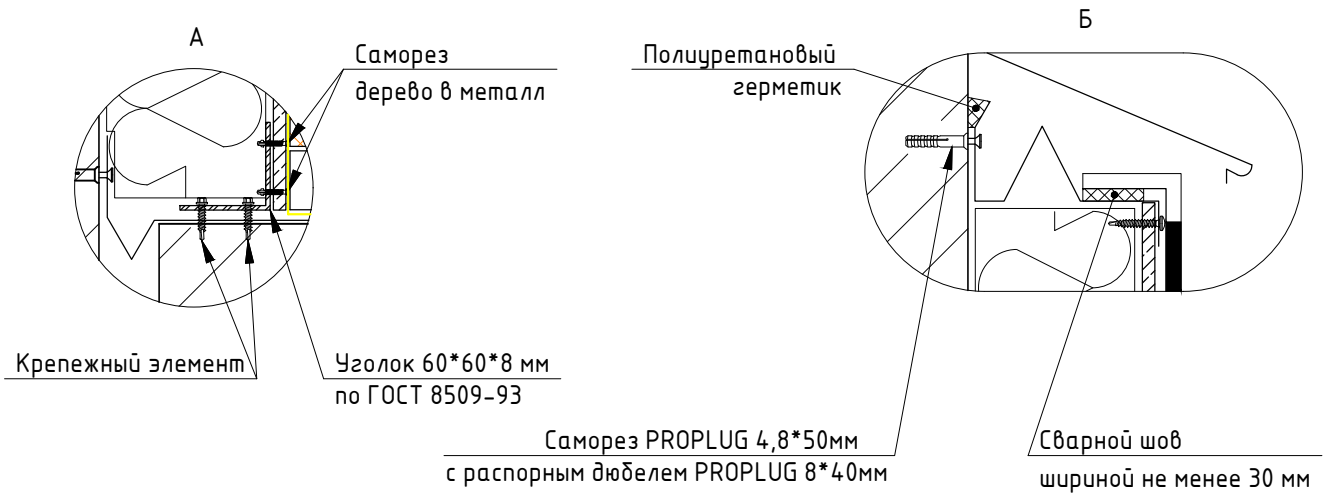 А
Саморез
дерево в металл
Крепежный элемент
Уголок 60*60*8 мм
по ГОСТ 8509-93
Б
Полиуретановый
герметик
Саморез PROPLUG 4,8*50мм
с распорным дюбелем PROPLUG 8*40мм
Сварной шов
шириной не менее 30 мм